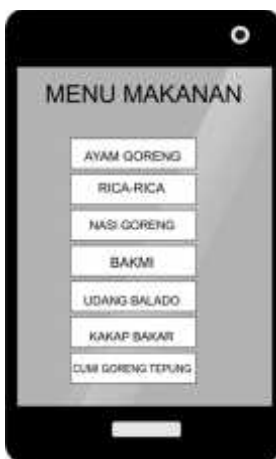 MENU MAKANAN
AYAM GORENG
RICA-RICA
NASI GORENG
BAKMI
UDANG BALADO
KAKAP BAKAR
CUMI GORENG TEPUNG